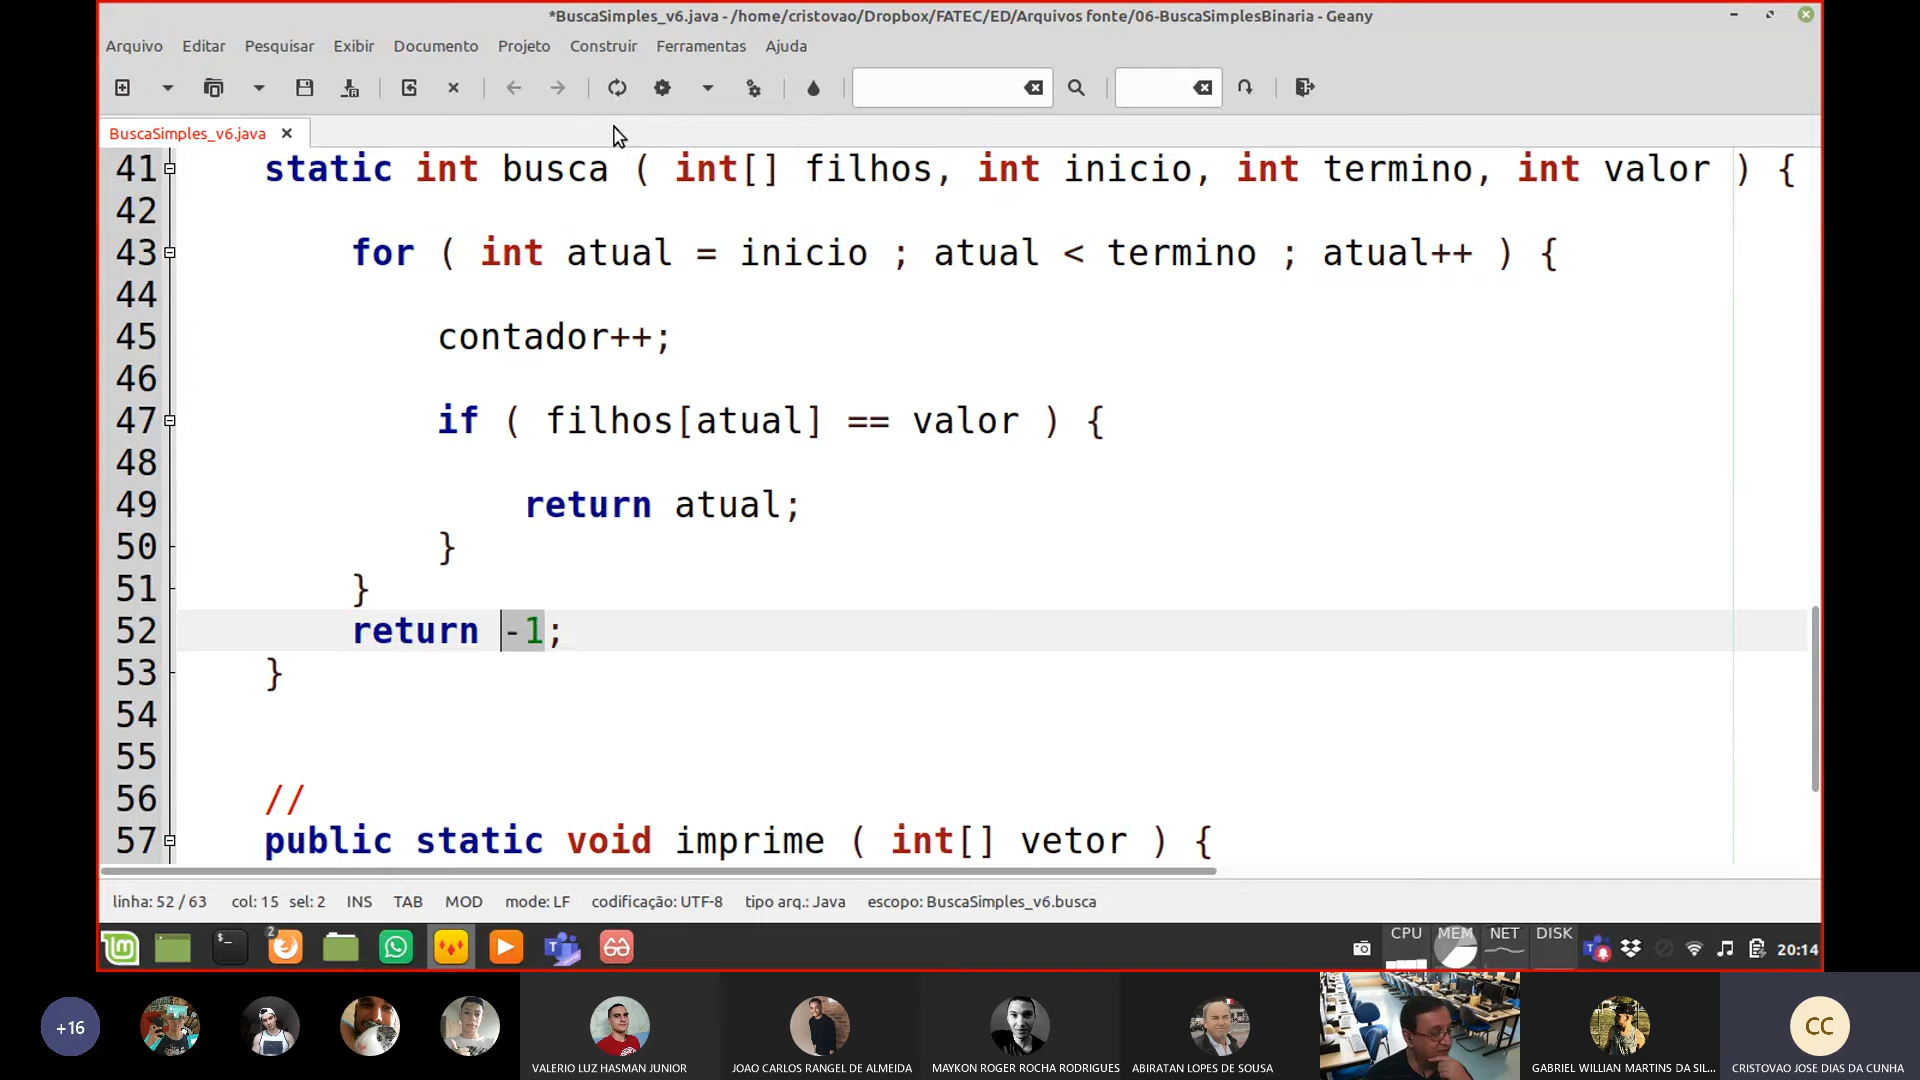 *BuscaSimples_v6.java - /home/cristovao/Dropbox/FATEC/ED/Arquivos fonte/06-BuscaSimplesBinaria - Geany
Arquivo Editar Pesquisar Exibir Documento Projeto Construir Ferramentas Ajuda
BuscaSimples_v6.java
41 static int busca ( int[] filhos, int inicio, int termino, int valor ) {
42
43 for ( int atual = inicio ; atual < termino ; atual++ ) {
44
45 contador++;
46
47 if ( filhos[atual] == valor ) {
48
49 return atual;
50 }
51 }
52 return -1;
53 }
54
55
56 //
57 public static void imprime ( int[] vetor ) {
linha: 52 / 63 col: 15 sel: 2 INS TAB MOD mode: LF codificação: UTF-8 tipo arq.: Java escopo: BuscaSimples_v6.busca
2 CPU MEM NET DISK 20:14
+16 CC
VALERIO LUZ HASMAN JUNIOR JOAO CARLOS RANGEL DE ALMEIDA MAYKON ROGER ROCHA RODRIGUES ABIRATAN LOPES DE SOUSA GABRIEL WILLIAN MARTINS DA SIL... CRISTOVAO JOSE DIAS DA CUNHA